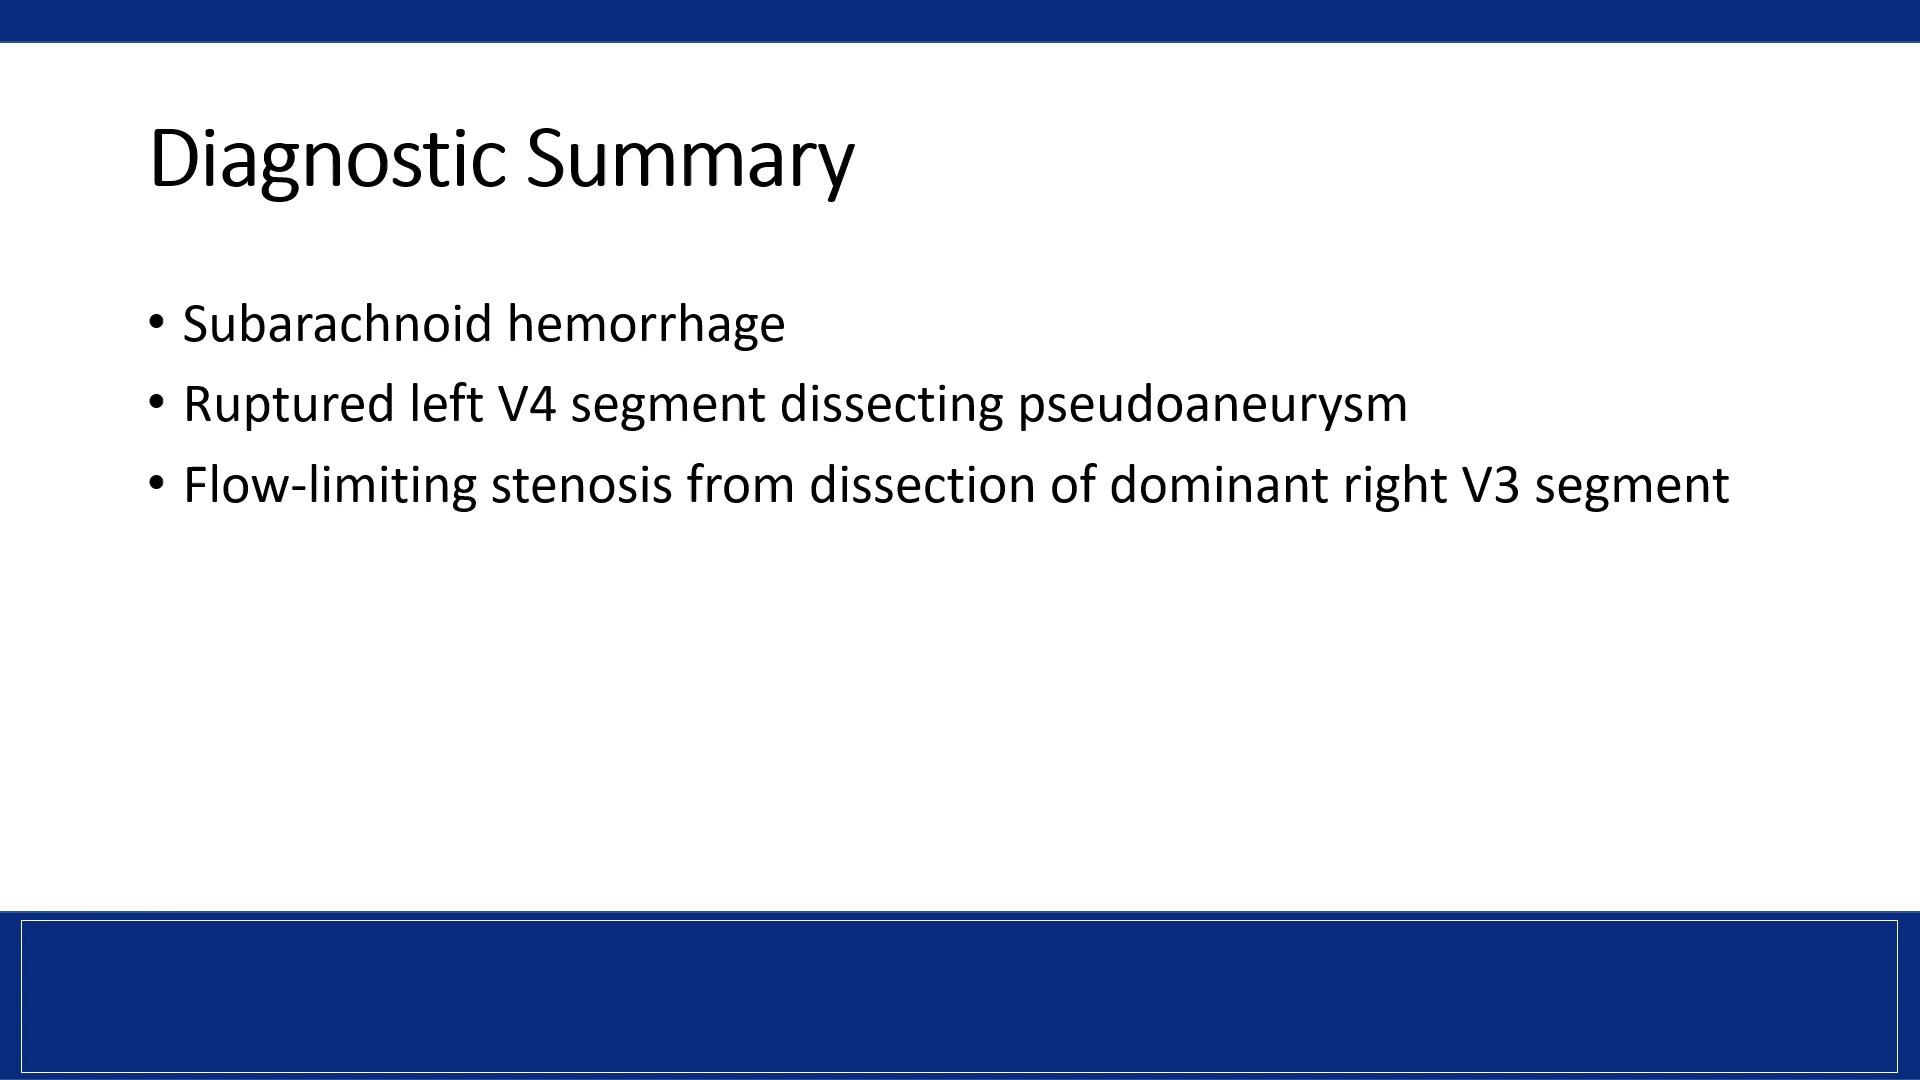 Diagnostic Summary
• Subarachnoid hemorrhage
• Ruptured left V4 segment dissecting pseudoaneurysm
• Flow-limiting stenosis from dissection of dominant right V3 segment